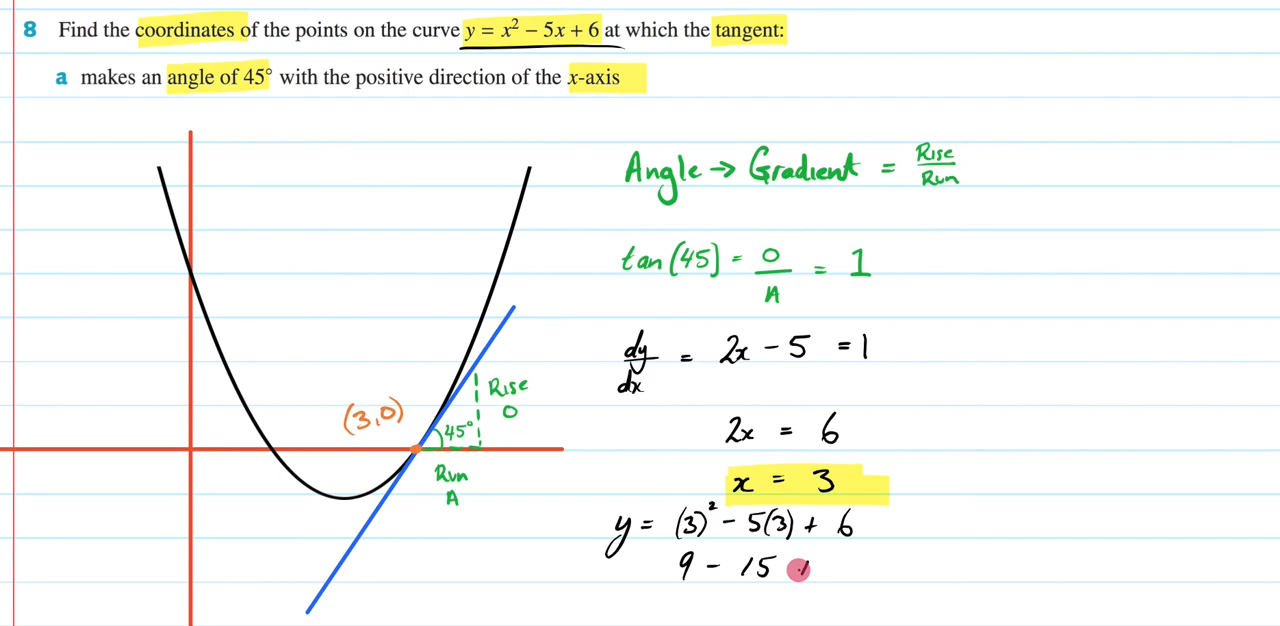 8 Find the coordinates of the points on the curve y = x² − 5x + 6 at which the tangent:
a makes an angle of 45° with the positive direction of the x-axis
Angle → Gradient = Rise/Run
tan(45) = O/A = 1
dy/dx = 2x − 5 = 1
2x = 6
x = 3
y = (3)² − 5(3) + 6
9 − 15
(3,0)
45°
Rise
O
Run
A